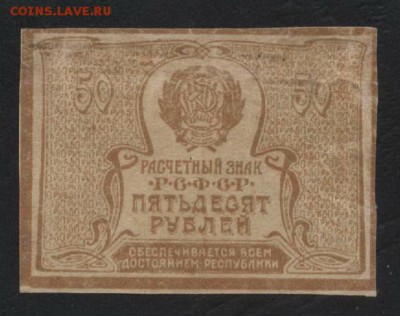 COINS.LAVE.RU
50 50
РАСЧЕТНЫЙ ЗНАК
·Р·С·Ф·С·Р·
ПЯТЬДЕСЯТ
РУБЛЕЙ
ОБЕСПЕЧИВАЕТСЯ ВСЕМ
ДОСТОЯНИЕМ РЕСПУБЛИКИ